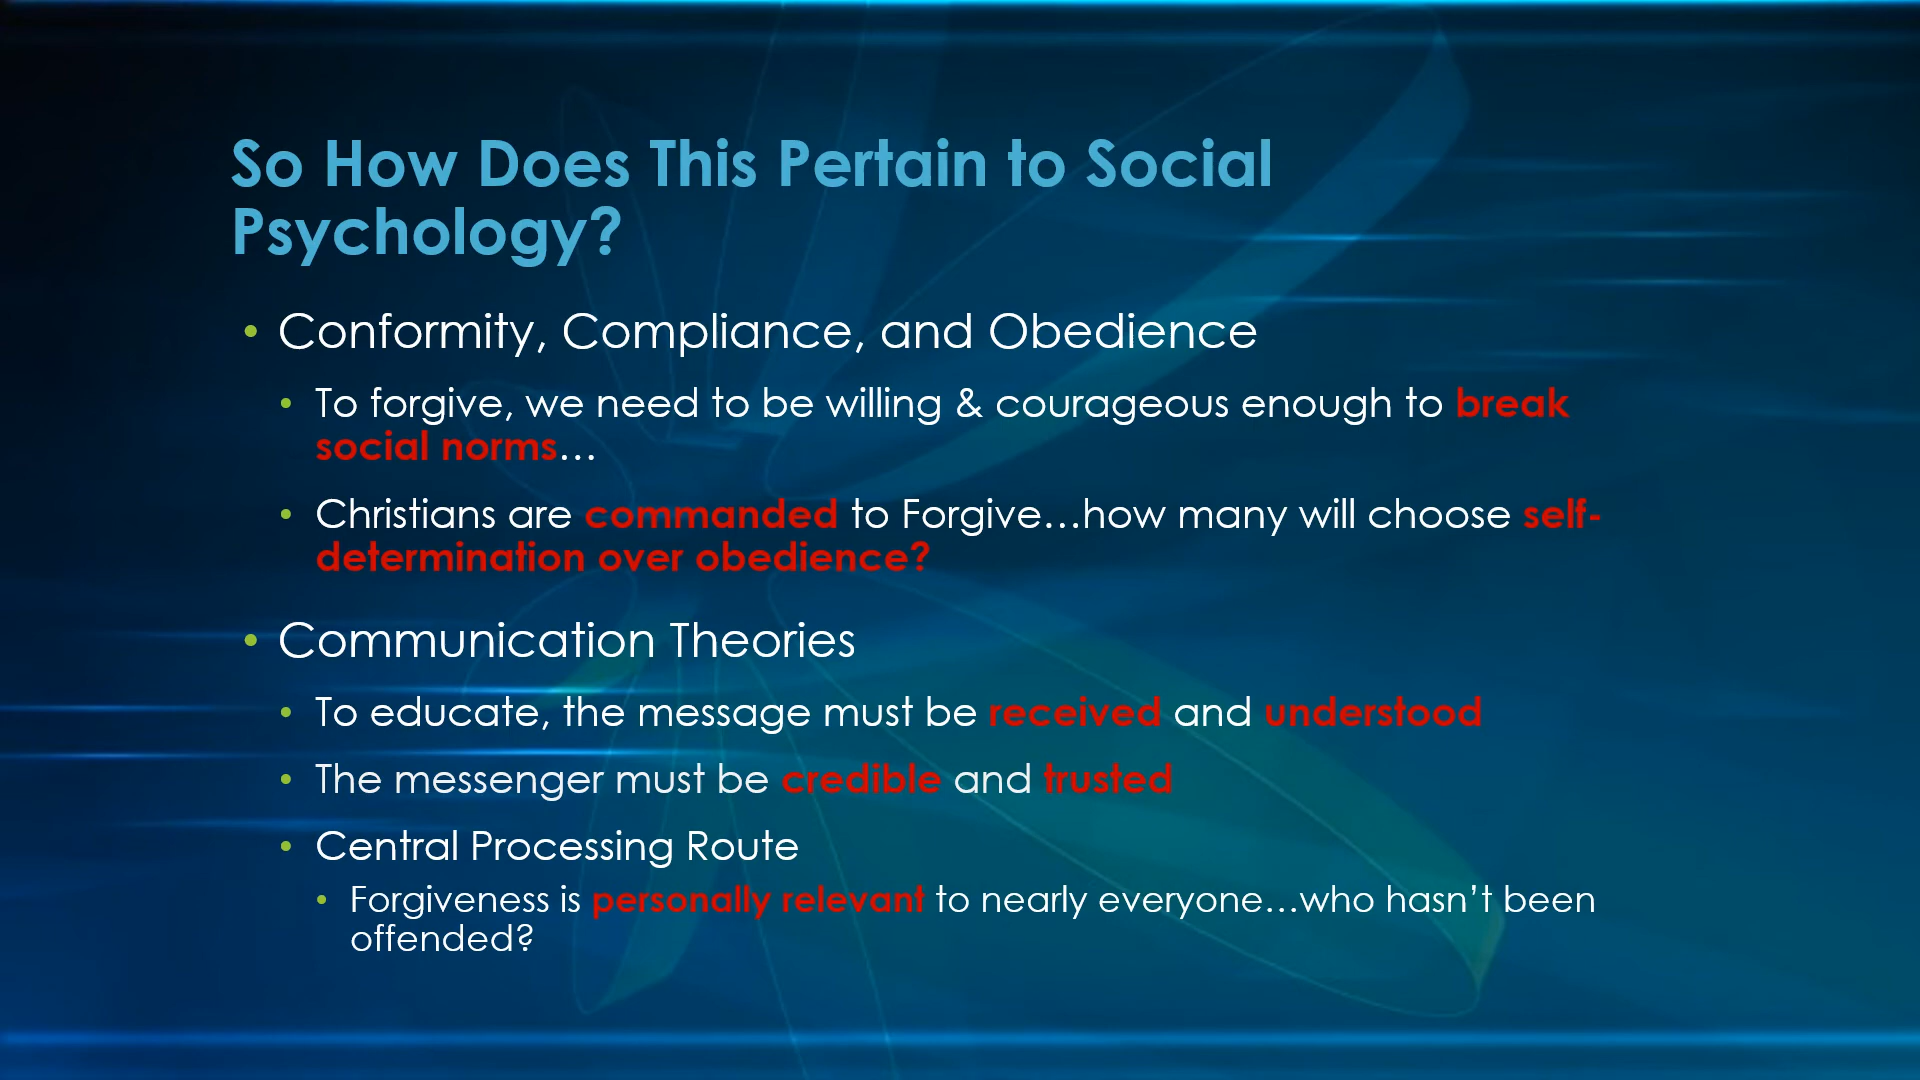 So How Does This Pertain to Social
Psychology?
• Conformity, Compliance, and Obedience
• To forgive, we need to be willing & courageous enough to break
social norms…
• Christians are commanded to Forgive…how many will choose self-
determination over obedience?
• Communication Theories
• To educate, the message must be received and understood
• The messenger must be credible and trusted
• Central Processing Route
• Forgiveness is personally relevant to nearly everyone…who hasn’t been
offended?